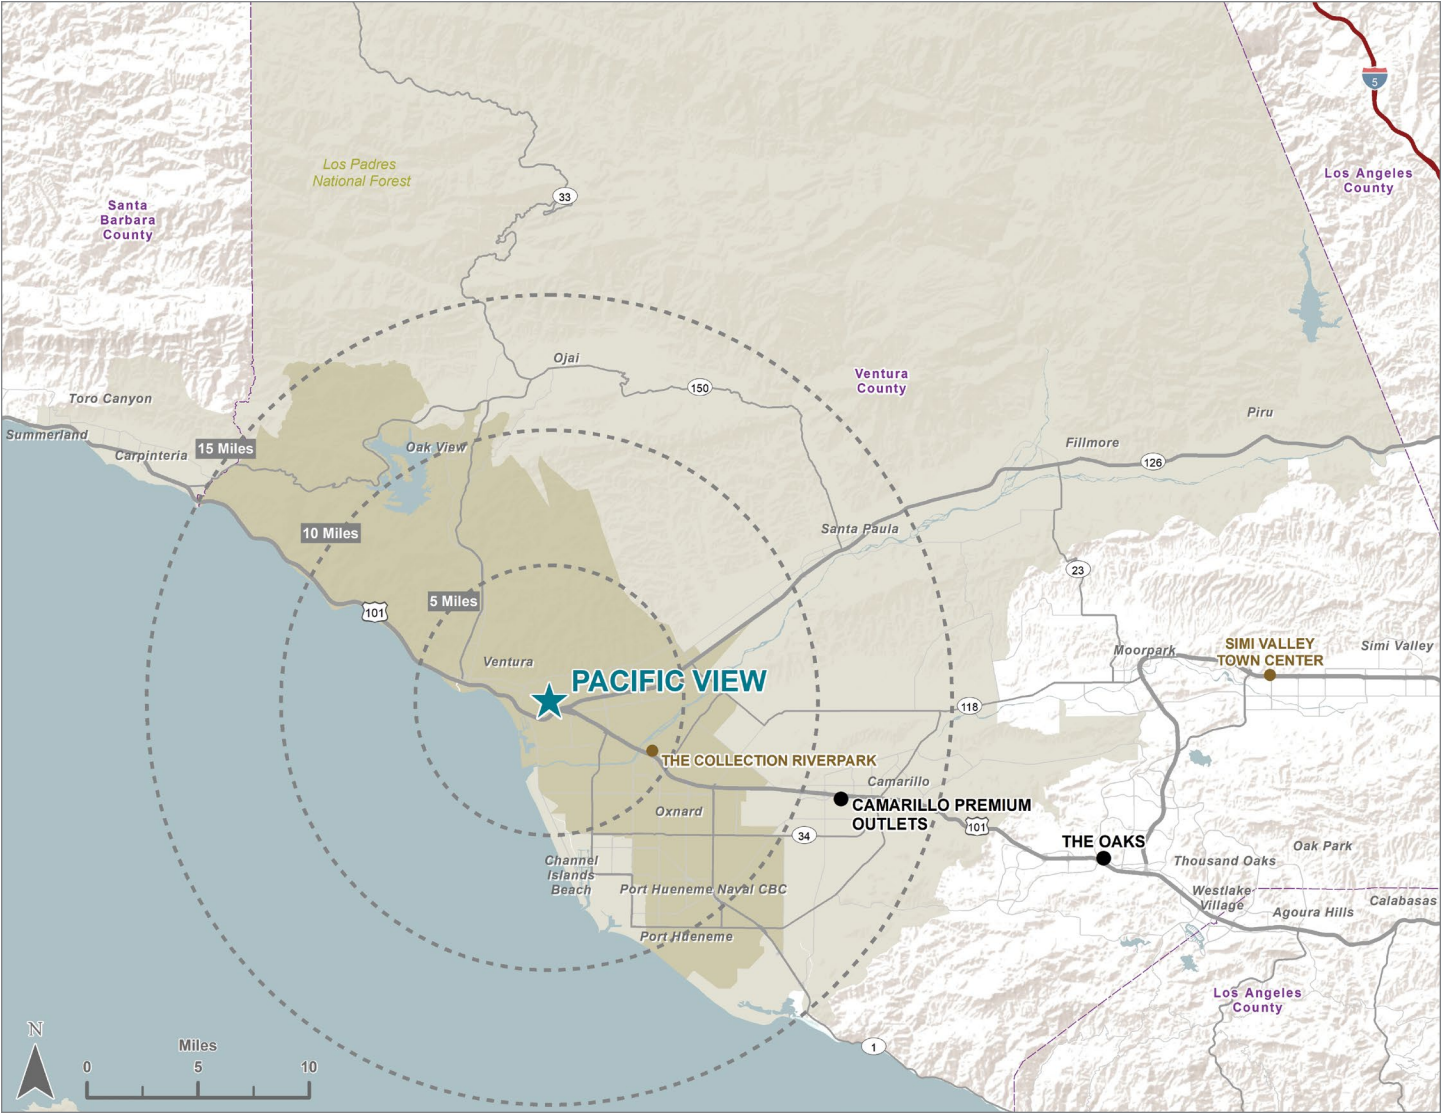 5
Los Padres
National Forest
Los Angeles
County
33
Santa
Barbara
County
Ojai
Ventura
County
150
Toro Canyon
Piru
Summerland
Fillmore
15 Miles
Oak View
Carpinteria
126
Santa Paula
10 Miles
23
5 Miles
101
SIMI VALLEY
TOWN CENTER
Simi Valley
Moorpark
Ventura
PACIFIC VIEW
118
THE COLLECTION RIVERPARK
Camarillo
CAMARILLO PREMIUM
OUTLETS
Oxnard
101
34
THE OAKS
Oak Park
Channel
Islands
Beach
Thousand Oaks
Port Hueneme Naval CBC
Westlake
Village
Calabasas
Agoura Hills
Port Hueneme
Los Angeles
County
N
Miles
1
0
5
10